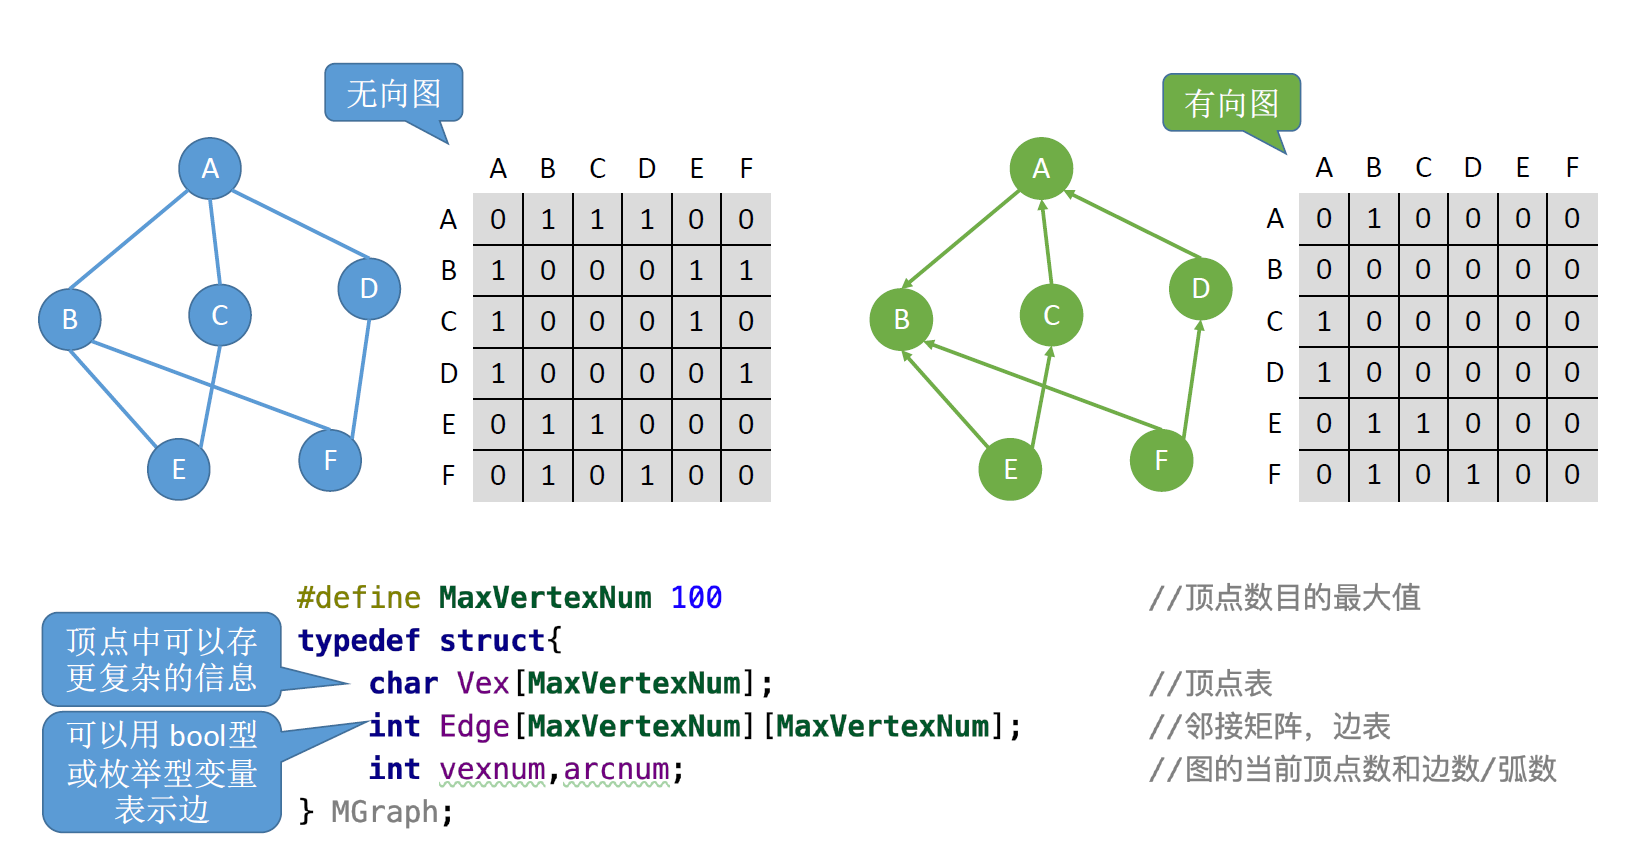 无向图
A
B
C
D
E
F
A B C D E F
A 0 1 1 1 0 0
B 1 0 0 0 1 1
C 1 0 0 0 1 0
D 1 0 0 0 0 1
E 0 1 1 0 0 0
F 0 1 0 1 0 0
有向图
A
B
C
D
E
F
A B C D E F
A 0 1 0 0 0 0
B 0 0 0 0 0 0
C 1 0 0 0 0 0
D 1 0 0 0 0 0
E 0 1 1 0 0 0
F 0 1 0 1 0 0
#define MaxVertexNum 100 //顶点数目的最大值
typedef struct{
char Vex[MaxVertexNum]; //顶点表
int Edge[MaxVertexNum][MaxVertexNum]; //邻接矩阵，边表
int vexnum,arcnum; //图的当前顶点数和边数/弧数
} MGraph;
顶点中可以存
更复杂的信息
可以用 bool型
或枚举型变量
表示边